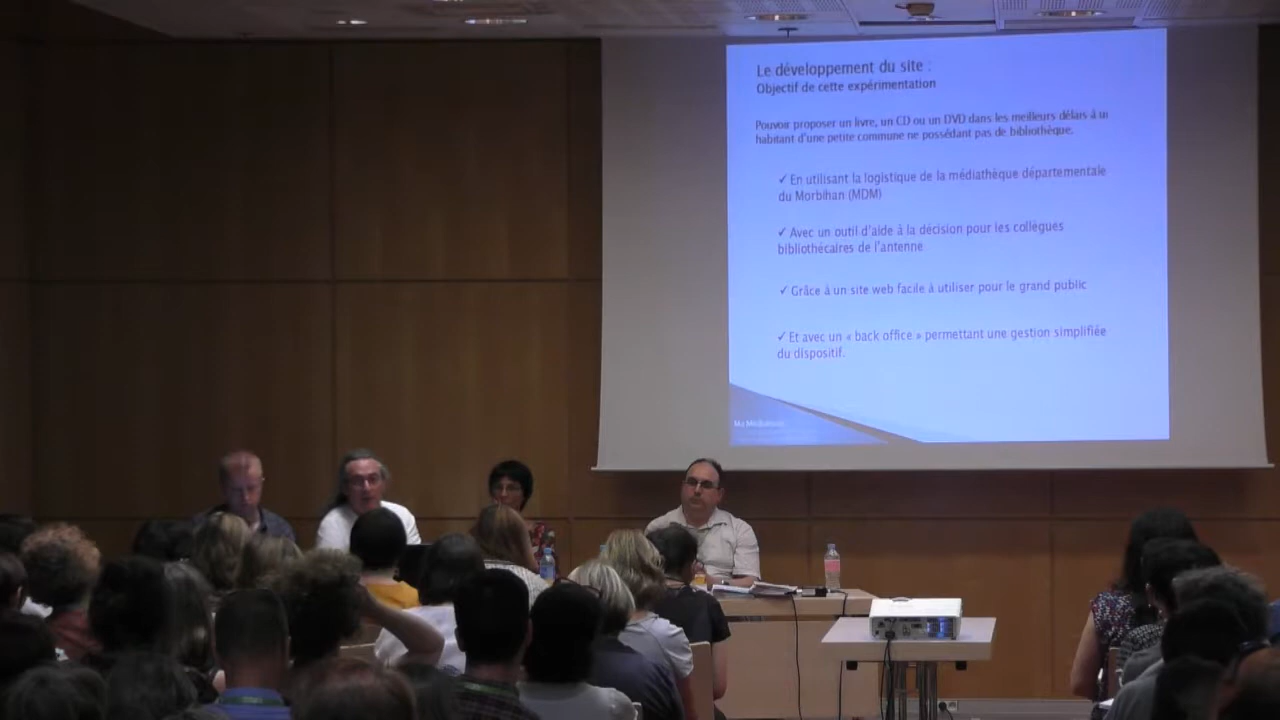 Le développement du site :
Objectif de cette expérimentation
Pouvoir proposer un livre, un CD ou un DVD dans les meilleurs délais à u
habitant d'une petite commune ne possédant pas de bibliothèque.
✓ En utilisant la logistique de la médiathèque départementale
du Morbihan (MDM)
✓ Avec un outil d'aide à la décision pour les collègues
bibliothécaires de l'antenne
✓ Grâce à un site web facile à utiliser pour le grand public
✓ Et avec un « back office » permettant une gestion simplifiée
du dispositif.